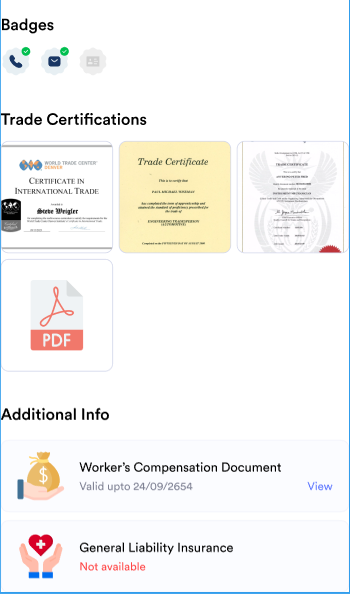 Badges
Trade Certifications
WORLD TRADE CENTER
DENVER
CERTIFICATE IN
INTERNATIONAL TRADE
Steve Weigler
Trade Certificate
This is to certify that
PAUL MICHAEL
has completed the term of apprenticeship and
attained the standard of proficiency prescribed for
the trade of
ENGINEERING TRADESPERSON
(AUTOMOTIVE)
TRADE CERTIFICATE
PDF
Additional Info
Worker's Compensation Document
Valid upto 24/09/2654
View
General Liability Insurance
Not available